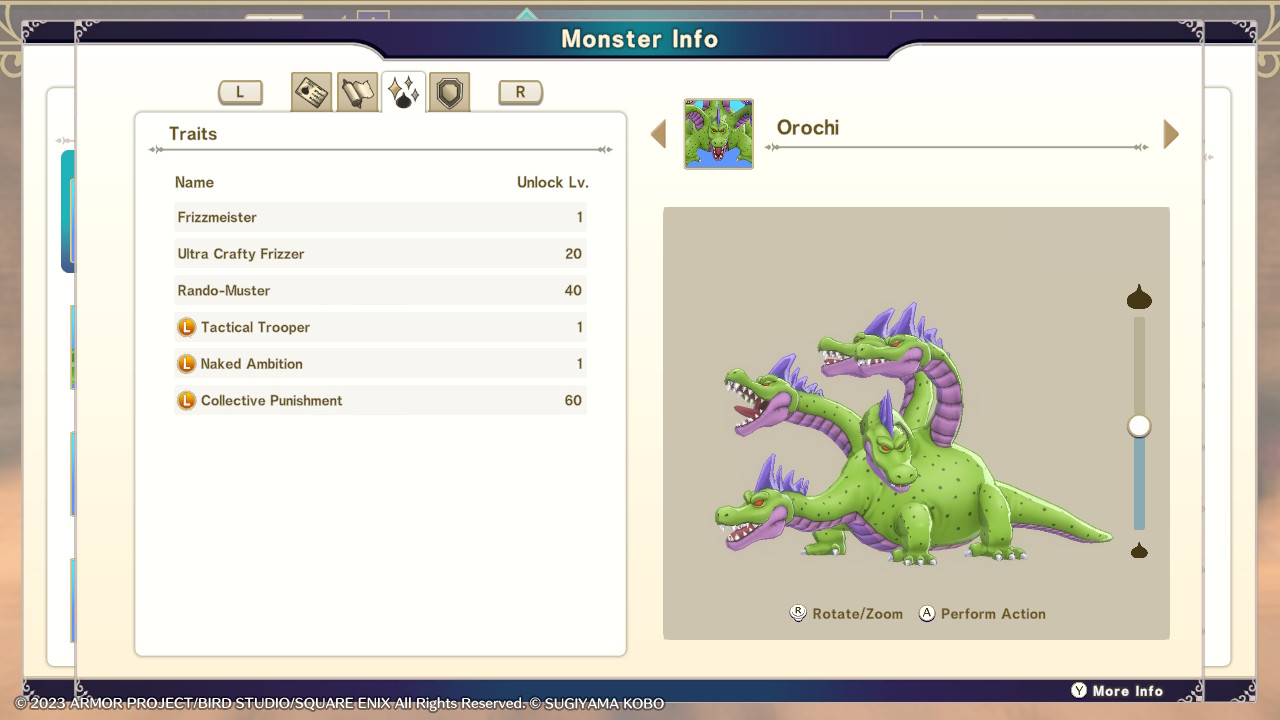 Monster Info
L
R
Traits
Orochi
Name Unlock Lv.
Frizzmeister 1
Ultra Crafty Frizzer 20
Rando-Muster 40
L Tactical Trooper 1
L Naked Ambition 1
L Collective Punishment 60
R Rotate/Zoom A Perform Action
Y More Info
© 2023 ARMOR PROJECT/BIRD STUDIO/SQUARE ENIX All Rights Reserved. © SUGIYAMA KOBO